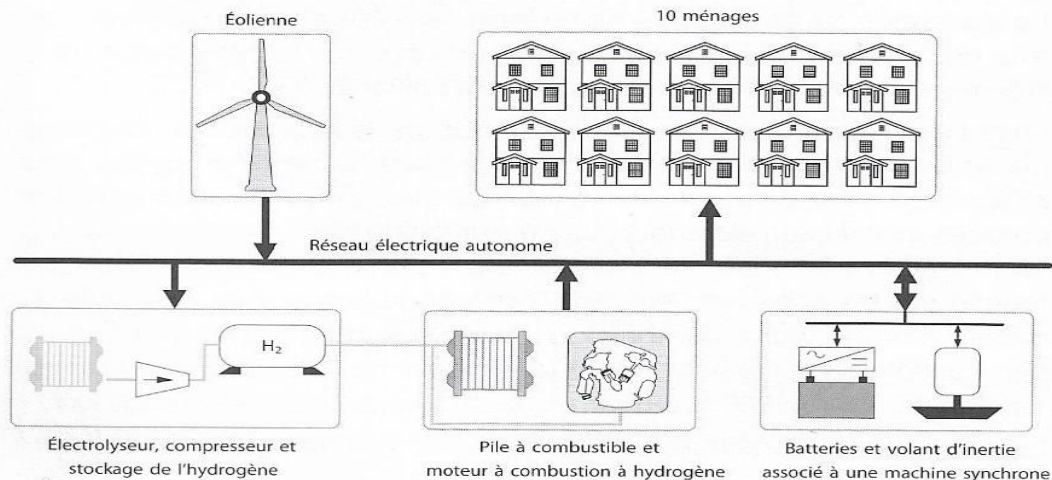 Éolienne
10 ménages
Réseau électrique autonome
H₂
Électrolyseur, compresseur et
stockage de l'hydrogène
Pile à combustible et
moteur à combustion à hydrogène
Batteries et volant d'inertie
associé à une machine synchrone